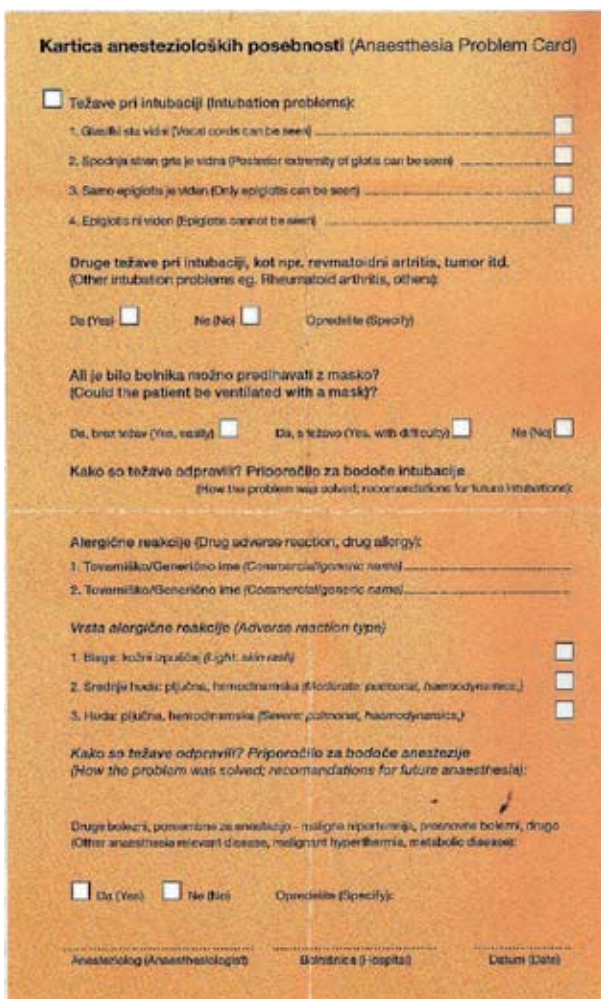 Kartica anestezioloških posebnosti (Anaesthesia Problem Card)
Težave pri intubaciji (Intubation problems):
1. Glasilki sta vidni (Vocal cords can be seen)
2. Spodnja stran grla je vidna (Posterior extremity of glotis can be seen)
3. Samo epiglotis je viden (Only epiglotis can be seen)
4. Epiglotis ni viden (Epiglotis cannot be seen)
Druge težave pri intubaciji, kot npr. revmatoidni artritis, tumor itd.
(Other intubation problems eg. Rheumatoid arthritis, others):
Da (Yes) Ne (No) Opredelite (Specify)
Ali je bilo bolnika možno predihavati z masko?
(Could the patient be ventilated with a mask)?
Da, brez težav (Yes, easily) Da, s težavo (Yes, with difficulty) Ne (No)
Kako so težave odpravili? Priporočilo za bodoče intubacije
(How the problem was solved; recomendations for future intubations):
Alergične reakcije (Drug adverse reaction, drug allergy):
1. Tovarniško/Generično ime (Commercial/generic name)
2. Tovarniško/Generično ime (Commercial/generic name)
Vrsta alergične reakcije (Adverse reaction type)
1. Blaga: kožni izpuščaj (Light: skin rash)
2. Srednje huda: pljučna, hemodinamska (Moderate: pulmonal, haemodynamics,)
3. Huda: pljučna, hemodinamska (Severe: pulmonal, haemodynamics,)
Kako so težave odpravili? Priporočilo za bodoče anestezije
(How the problem was solved; recomendations for future anaesthesia):
Druge bolezni, pomembne za anestezijo - maligna hipertermija, presnovne bolezni, drugo
(Other anaesthesia relevant disease, malignant hyperthermia, metabolic disease):
Da (Yes) Ne (No) Opredelite (Specify):
Anesteziolog (Anaesthesiologist) Bolnišnica (Hospital) Datum (Date)